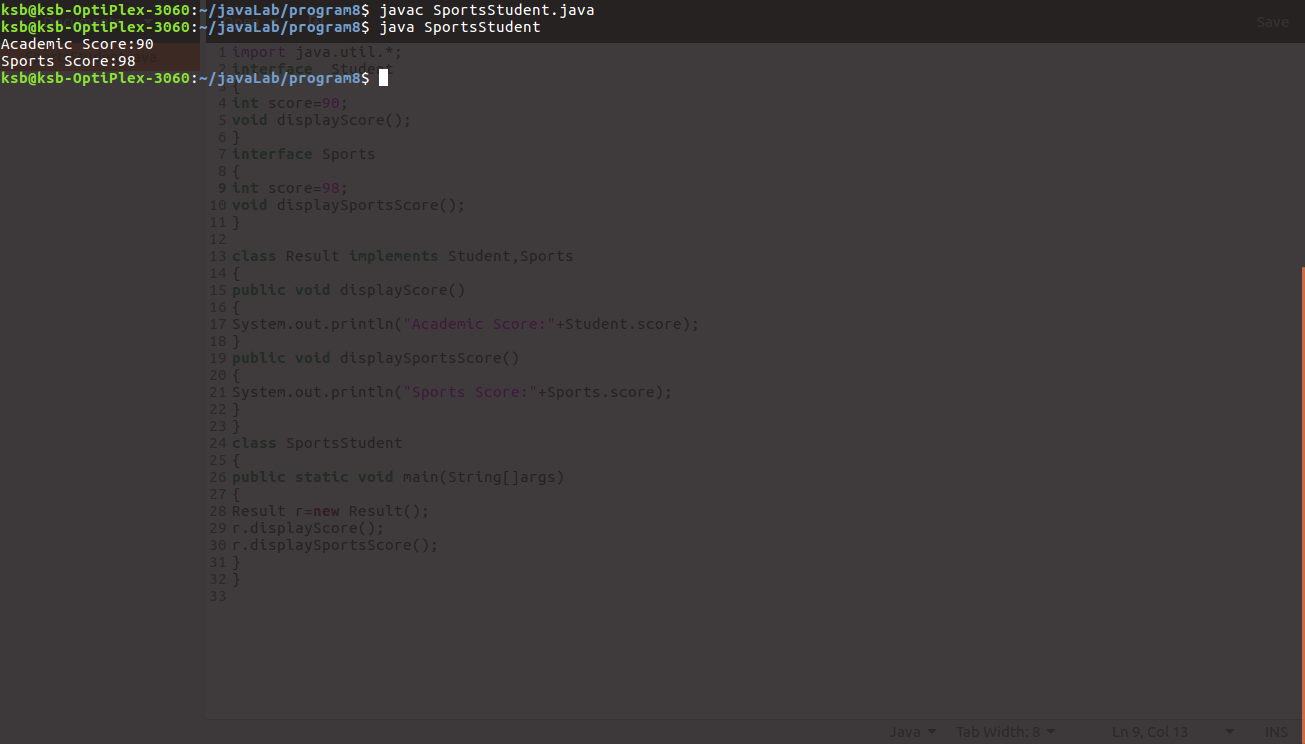 ksb@ksb-OptiPlex-3060:~/javaLab/program8$ javac SportsStudent.java
ksb@ksb-OptiPlex-3060:~/javaLab/program8$ java SportsStudent
Save
Academic Score:90
Sports Score:98
ksb@ksb-OptiPlex-3060:~/javaLab/program8$
1 import java.util.*;
2 interface  Student
3 {
4 int score=90;
5 void displayScore();
6 }
7 interface Sports
8 {
9 int score=98;
10 void displaySportsScore();
11 }
12
13 class Result implements Student,Sports
14 {
15 public void displayScore()
16 {
17 System.out.println("Academic Score:"+Student.score);
18 }
19 public void displaySportsScore()
20 {
21 System.out.println("Sports Score:"+Sports.score);
22 }
23 }
24 class SportsStudent
25 {
26 public static void main(String[]args)
27 {
28 Result r=new Result();
29 r.displayScore();
30 r.displaySportsScore();
31 }
32 }
33
Java Tab Width: 8 Ln 9, Col 13 INS